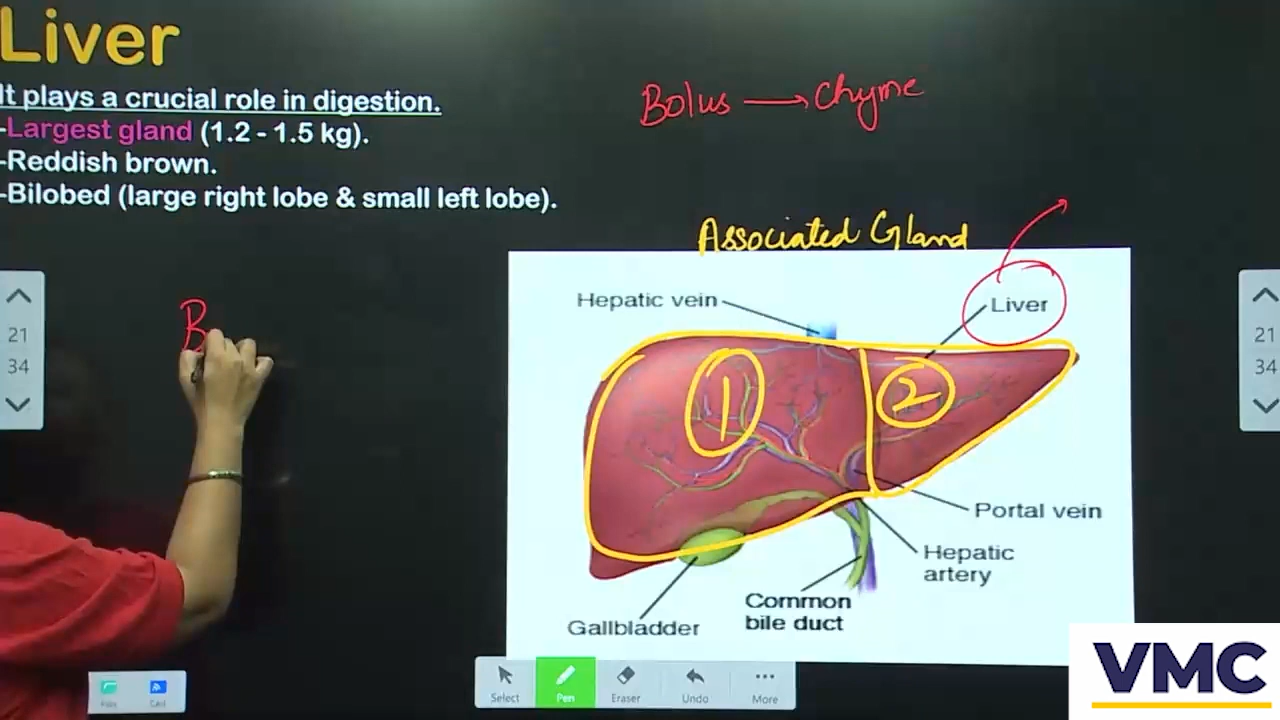 Liver
It plays a crucial role in digestion.
-Largest gland (1.2 - 1.5 kg).
-Reddish brown.
-Bilobed (large right lobe & small left lobe).
Bolus → Chyme
Associated Gland
Hepatic vein
Liver
1
2
B
Portal vein
Hepatic
artery
Common
bile duct
Gallbladder
21
34
21
34
Select
Pen
Eraser
Undo
More
VMC